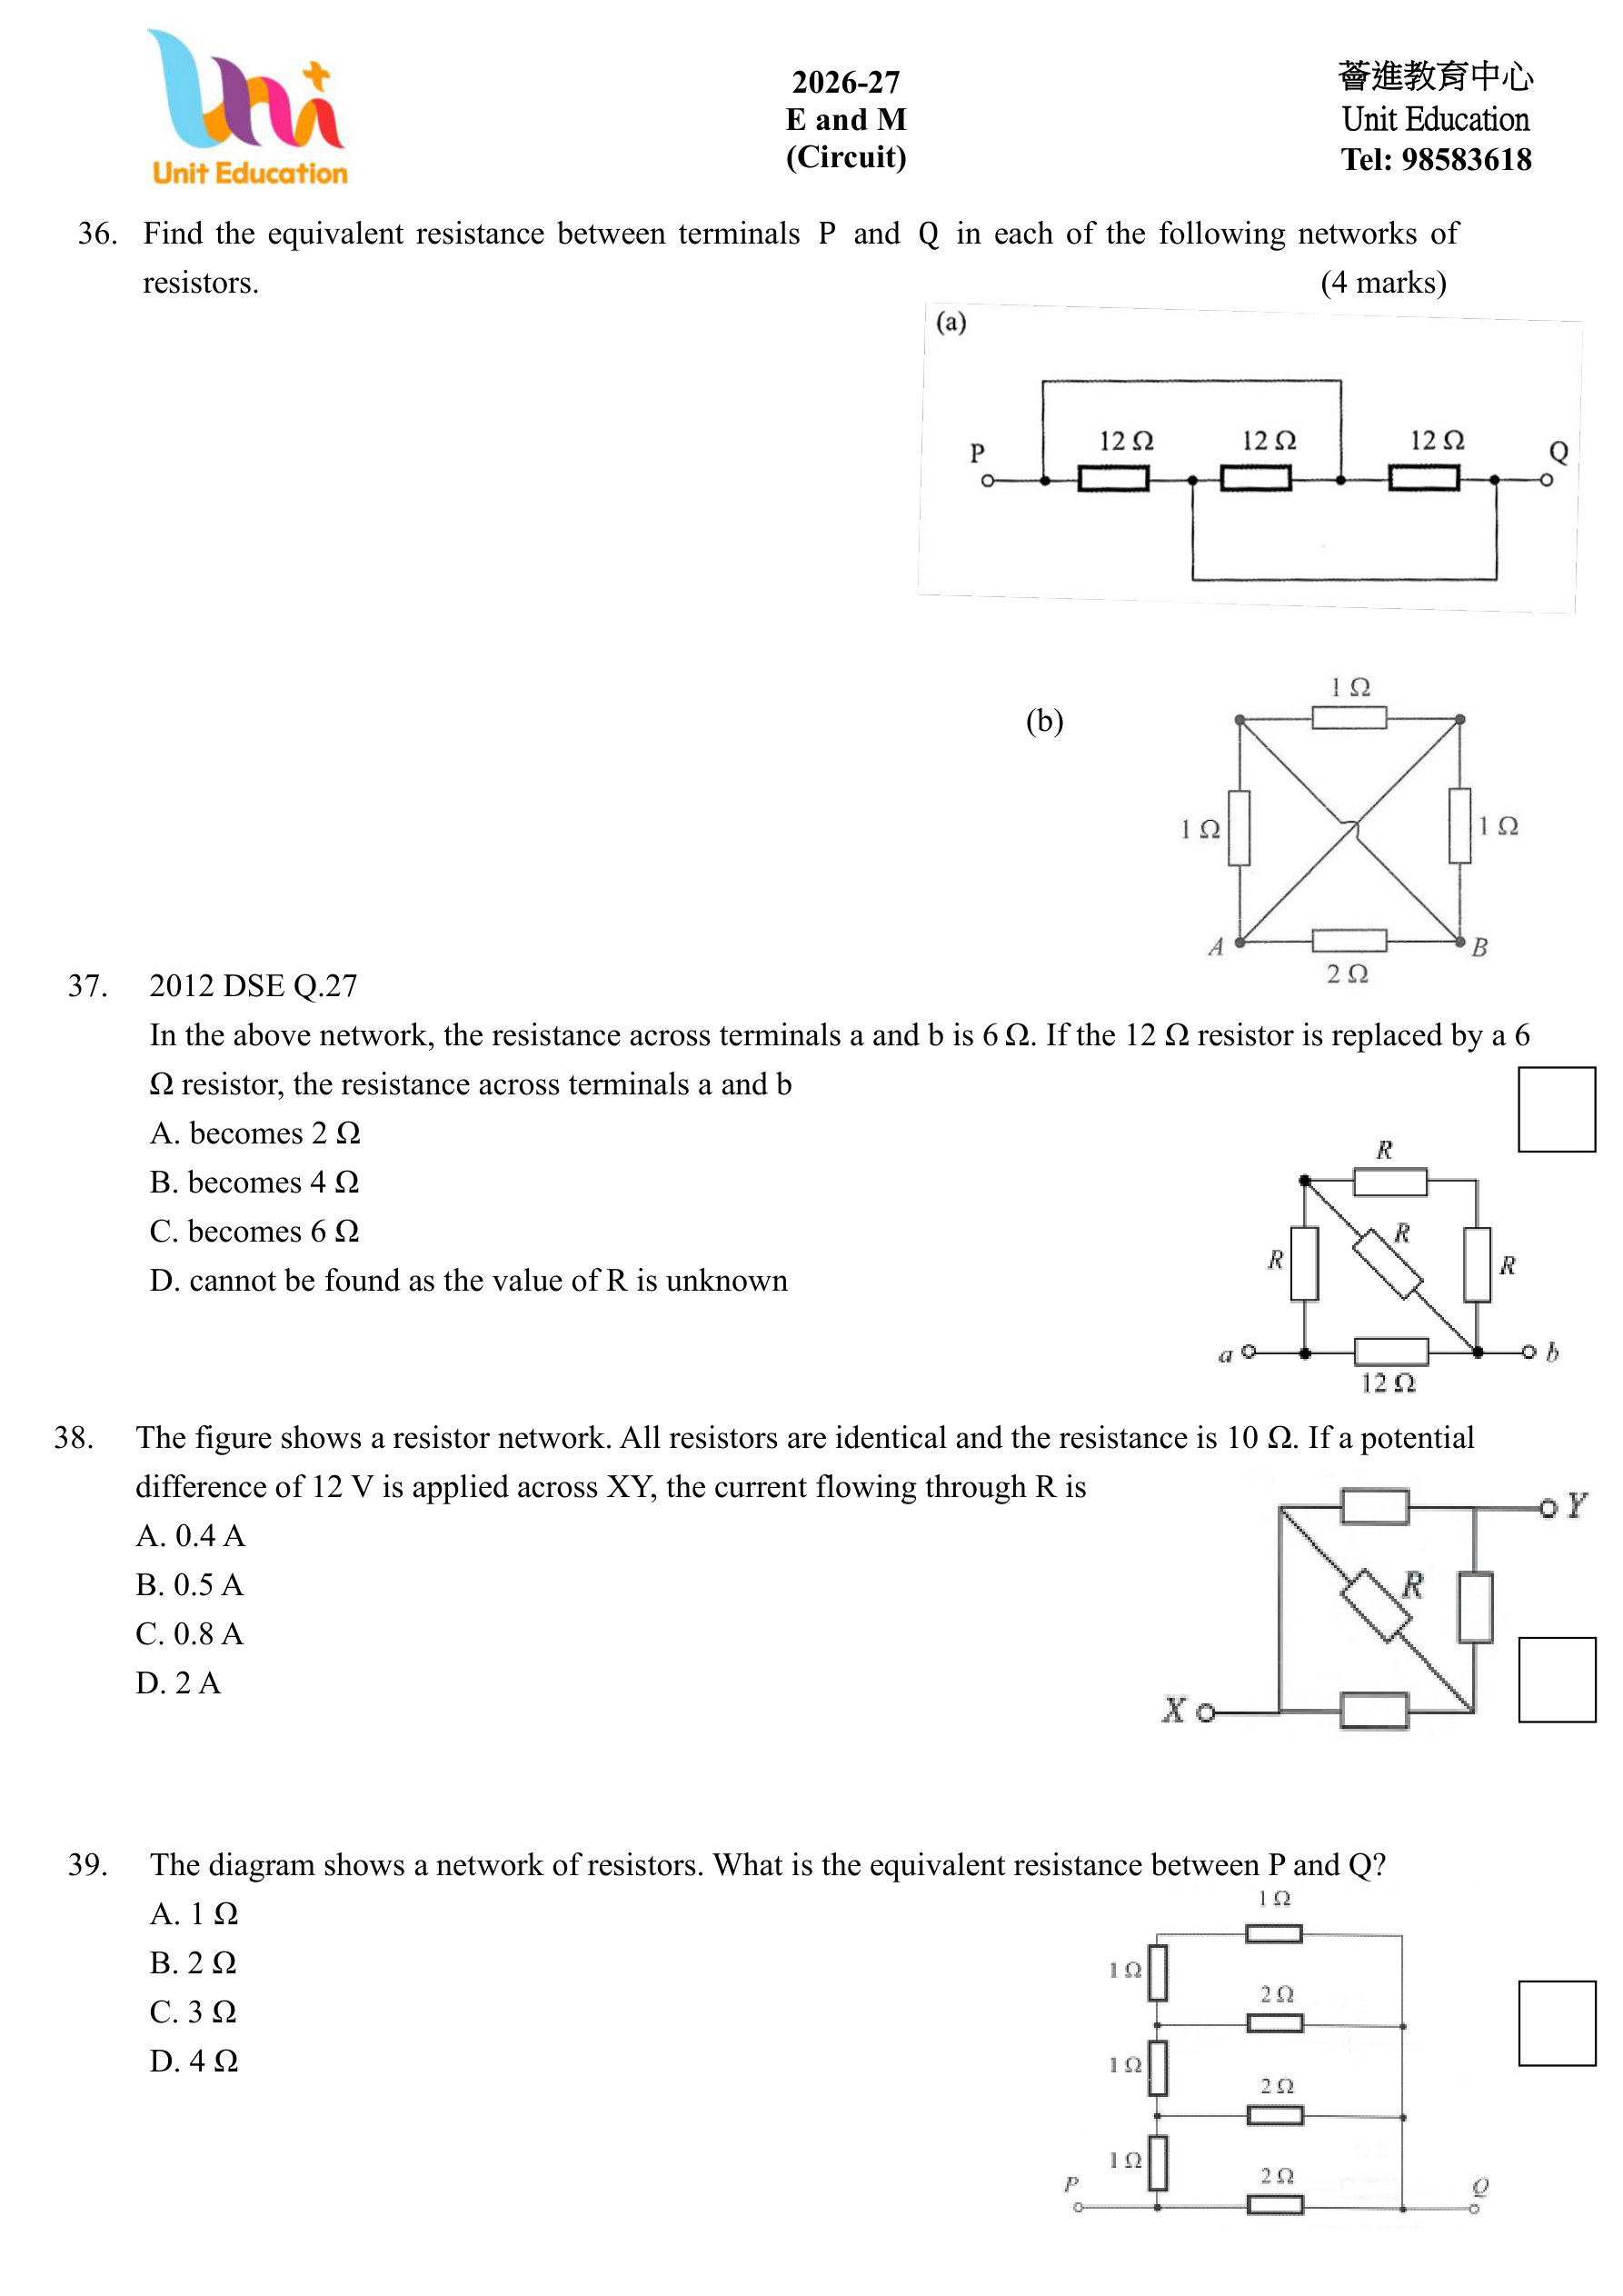 Uni
Unit Education
2026-27
E and M
(Circuit)
薈進教育中心
Unit Education
Tel: 98583618
36. Find the equivalent resistance between terminals P and Q in each of the following networks of
resistors. (4 marks)
(a)
P 12 Ω 12 Ω 12 Ω Q
(b)
1 Ω
1 Ω 1 Ω
A B
2 Ω
37. 2012 DSE Q.27
In the above network, the resistance across terminals a and b is 6 Ω. If the 12 Ω resistor is replaced by a 6
Ω resistor, the resistance across terminals a and b
A. becomes 2 Ω
B. becomes 4 Ω
C. becomes 6 Ω
D. cannot be found as the value of R is unknown
R
R
R R
a b
12 Ω
38. The figure shows a resistor network. All resistors are identical and the resistance is 10 Ω. If a potential
difference of 12 V is applied across XY, the current flowing through R is
A. 0.4 A
B. 0.5 A
C. 0.8 A
D. 2 A
Y
R
X
39. The diagram shows a network of resistors. What is the equivalent resistance between P and Q?
A. 1 Ω
B. 2 Ω
C. 3 Ω
D. 4 Ω
1 Ω
1 Ω
2 Ω
1 Ω
2 Ω
1 Ω
2 Ω
P Q